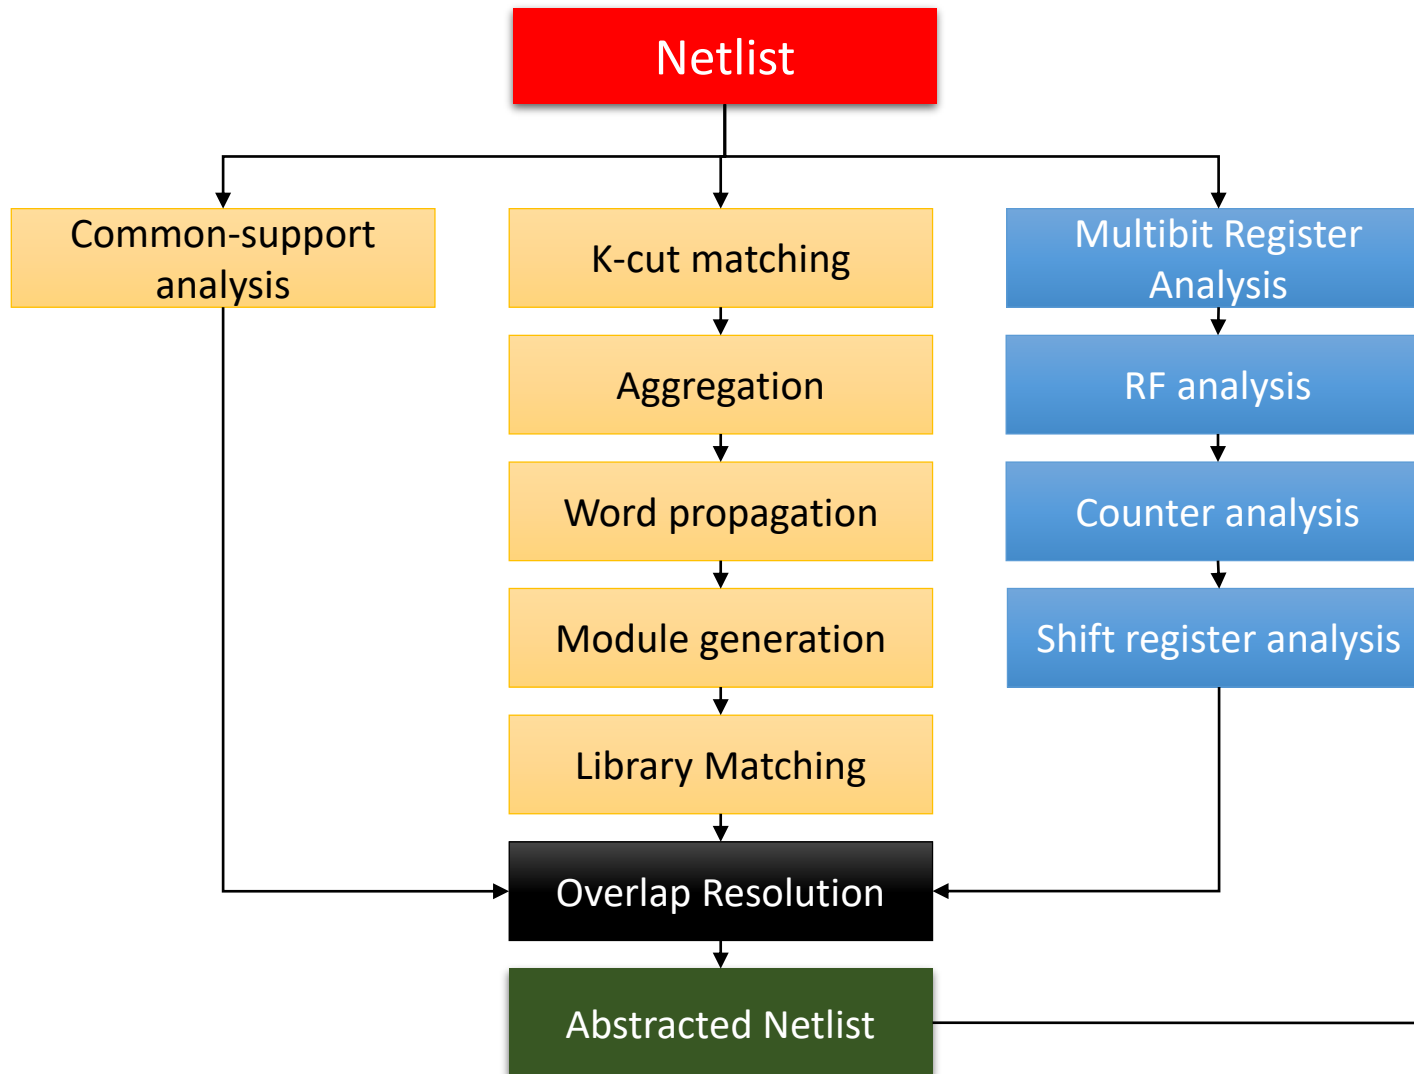 Netlist
Common-support
analysis
K-cut matching
Multibit Register
Analysis
Aggregation
RF analysis
Word propagation
Counter analysis
Module generation
Shift register analysis
Library Matching
Overlap Resolution
Abstracted Netlist